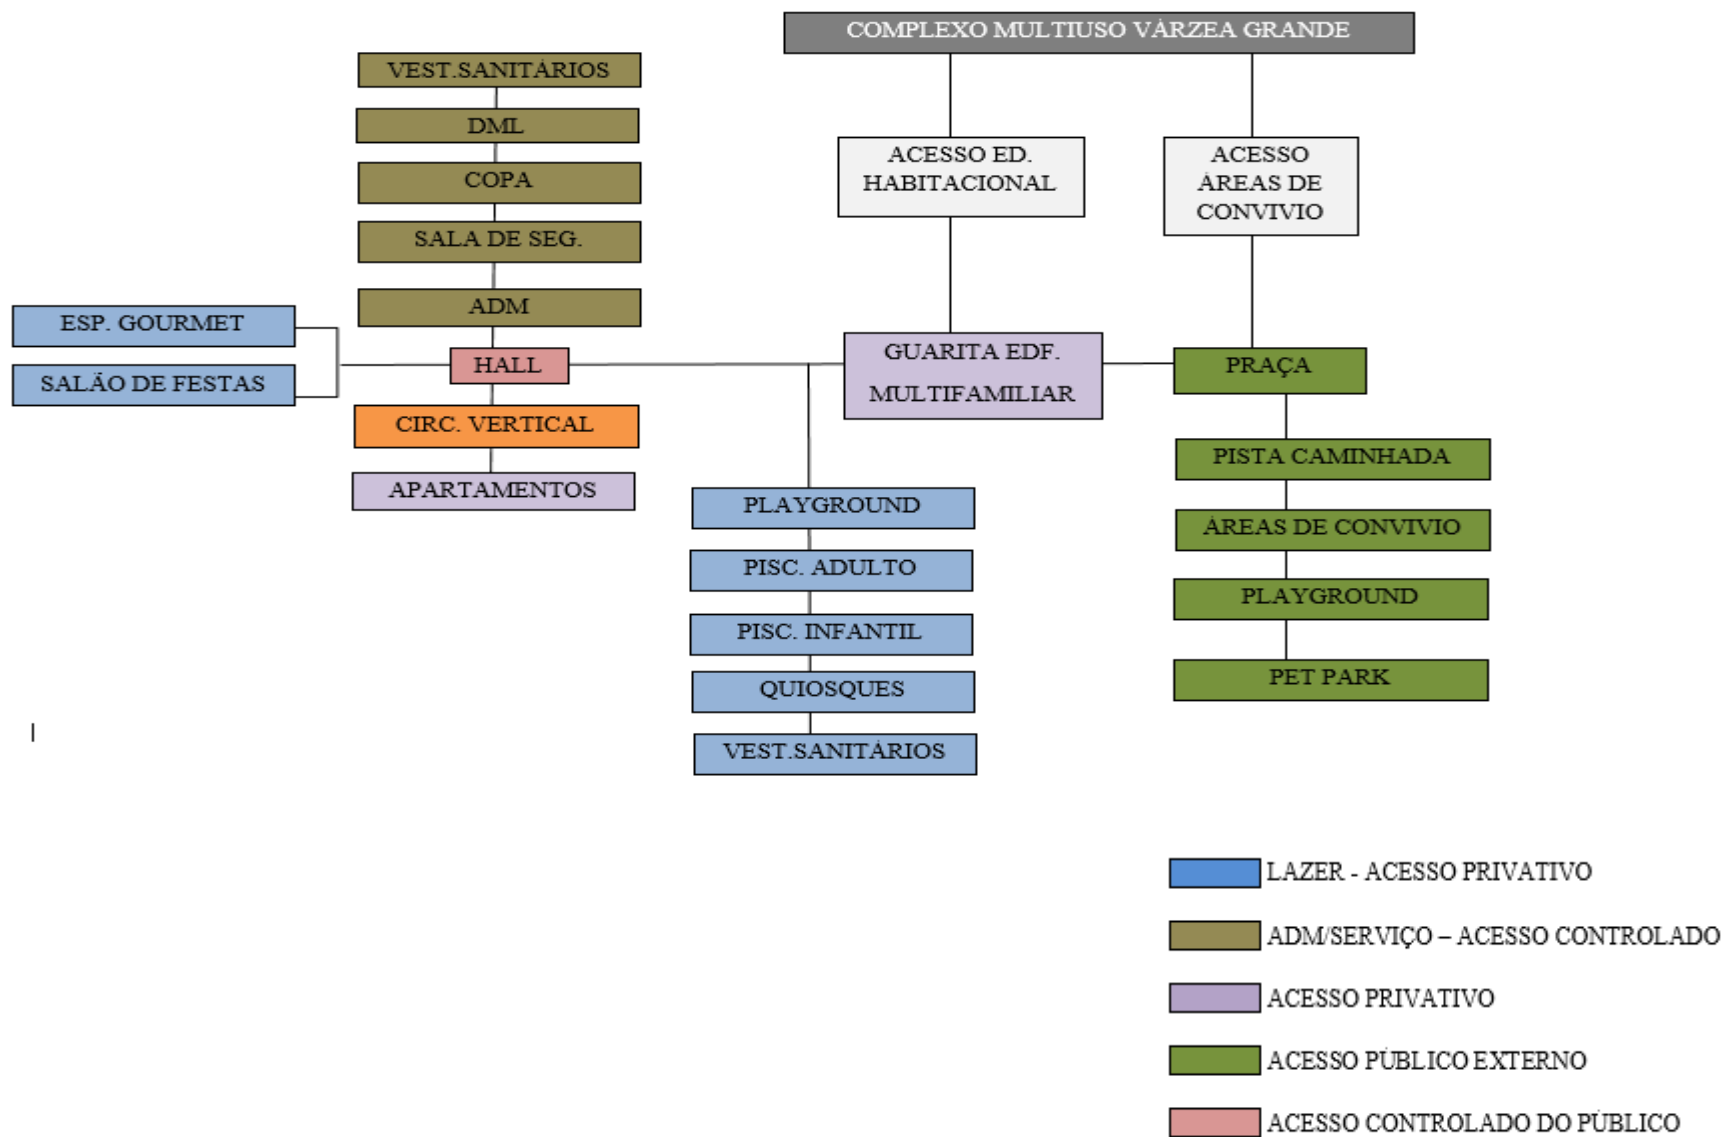 COMPLEXO MULTIUSO VÁRZEA GRANDE
VEST.SANITÁRIOS
DML
COPA
SALA DE SEG.
ADM
ACESSO ED.
HABITACIONAL
ACESSO
ÁREAS DE
CONVIVIO
ESP. GOURMET
SALÃO DE FESTAS
HALL
CIRC. VERTICAL
APARTAMENTOS
GUARITA EDF.
MULTIFAMILIAR
PRAÇA
PLAYGROUND
PISC. ADULTO
PISC. INFANTIL
QUIOSQUES
VEST.SANITÁRIOS
PISTA CAMINHADA
ÁREAS DE CONVIVIO
PLAYGROUND
PET PARK
LAZER - ACESSO PRIVATIVO
ADM/SERVIÇO – ACESSO CONTROLADO
ACESSO PRIVATIVO
ACESSO PÚBLICO EXTERNO
ACESSO CONTROLADO DO PÚBLICO